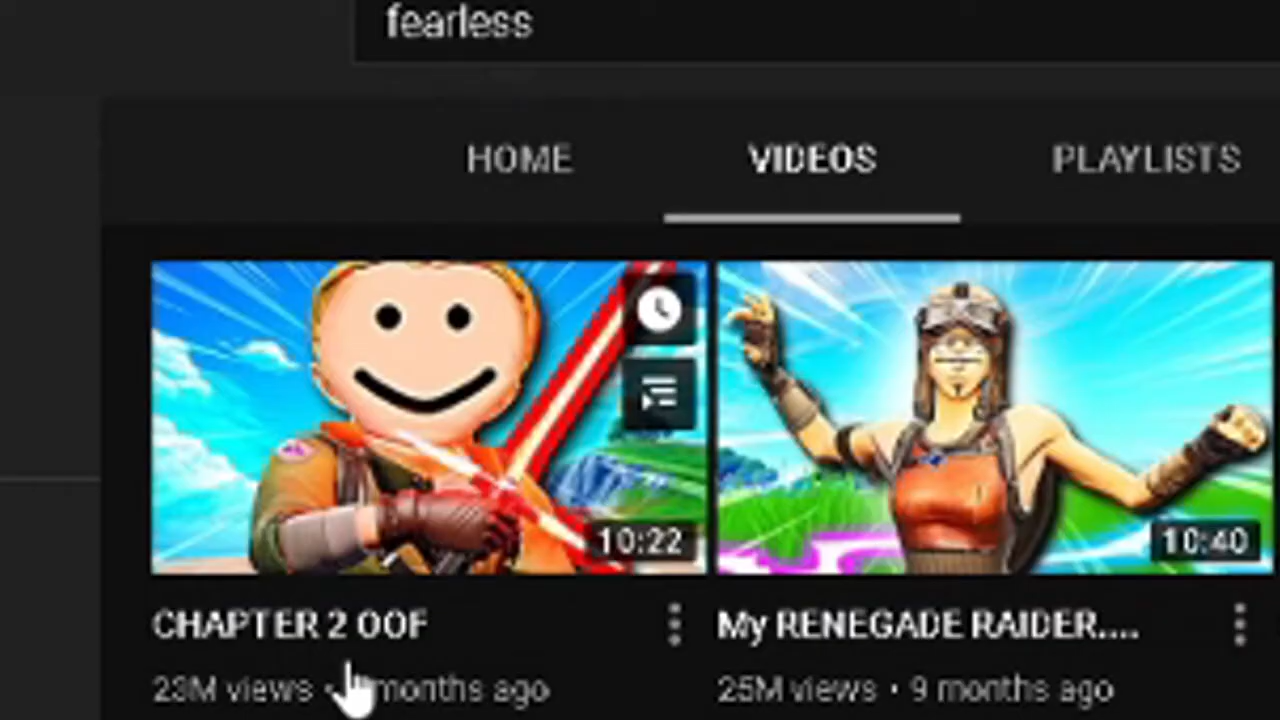 fearless
HOME VIDEOS PLAYLISTS
10:22 10:40
CHAPTER 2 OOF My RENEGADE RAIDER....
23M views • months ago 25M views • 9 months ago